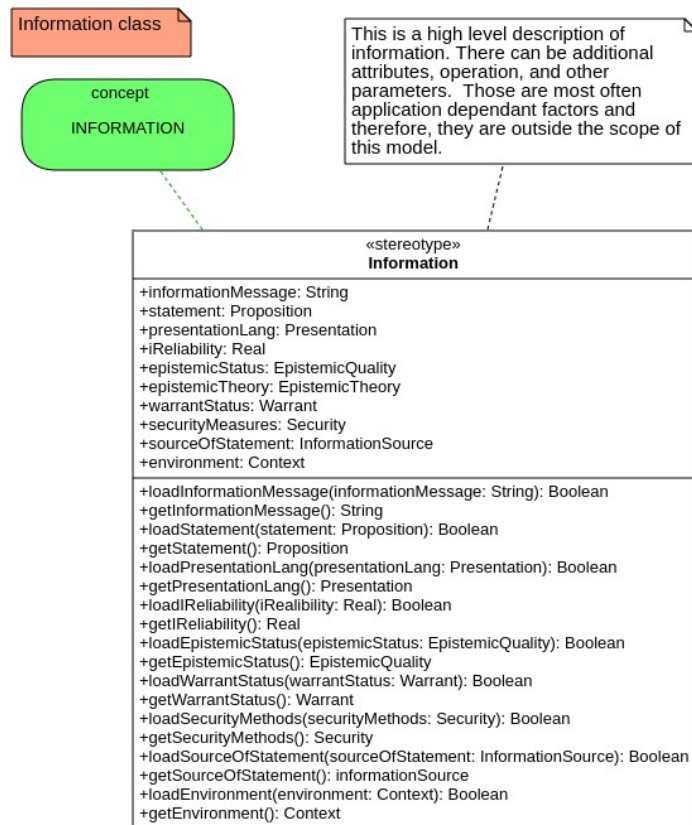 Information class
This is a high level description of
information. There can be additional
attributes, operation, and other
parameters.  Those are most often
application dependant factors and
therefore, they are outside the scope of
this model.
concept
INFORMATION
«stereotype»
Information
+informationMessage: String
+statement: Proposition
+presentationLang: Presentation
+iReliability: Real
+epistemicStatus: EpistemicQuality
+epistemicTheory: EpistemicTheory
+warrantStatus: Warrant
+securityMeasures: Security
+sourceOfStatement: InformationSource
+environment: Context
+loadInformationMessage(informationMessage: String): Boolean
+getInformationMessage(): String
+loadStatement(statement: Proposition): Boolean
+getStatement(): Proposition
+loadPresentationLang(presentationLang: Presentation): Boolean
+getPresentationLang(): Presentation
+loadIReliability(iRealibility: Real): Boolean
+getIReliability(): Real
+loadEpistemicStatus(epistemicStatus: EpistemicQuality): Boolean
+getEpistemicStatus(): EpistemicQuality
+loadWarrantStatus(warrantStatus: Warrant): Boolean
+getWarrantStatus(): Warrant
+loadSecurityMethods(securityMethods: Security): Boolean
+getSecurityMethods(): Security
+loadSourceOfStatement(sourceOfStatement: InformationSource): Boolean
+getSourceOfStatement(): informationSource
+loadEnvironment(environment: Context): Boolean
+getEnvironment(): Context